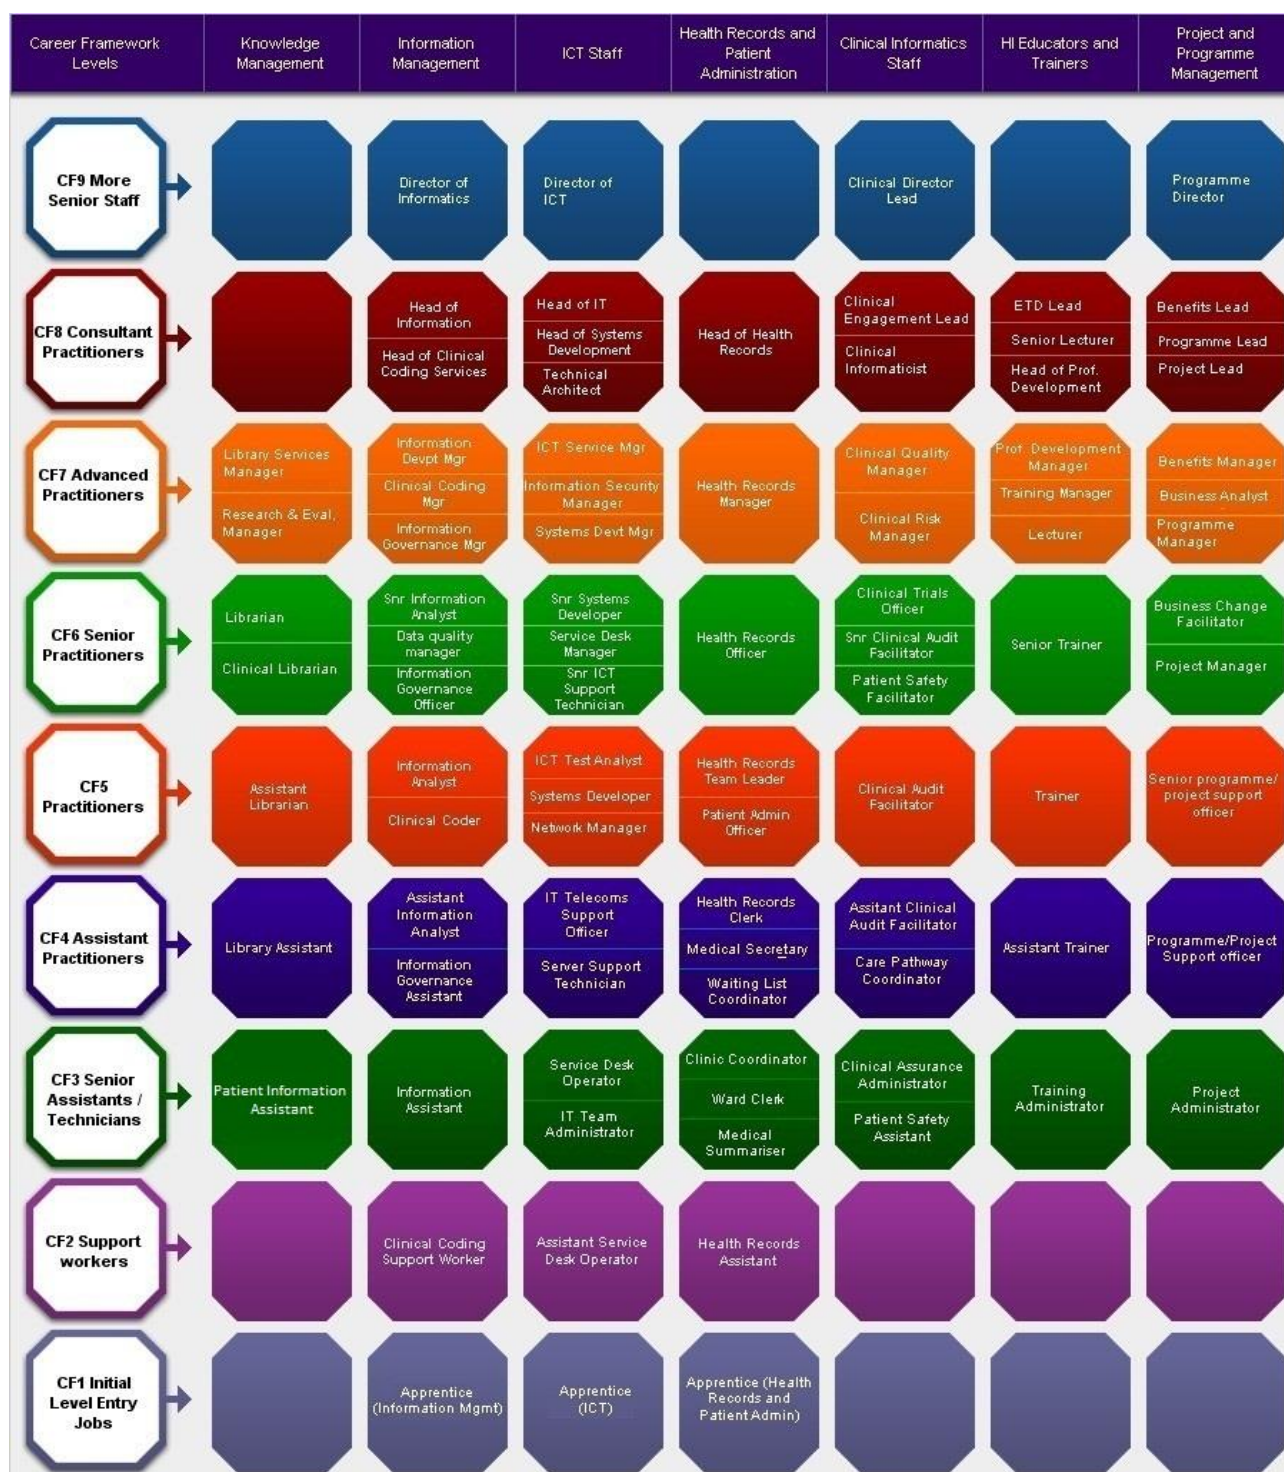 Career Framework
Levels
Knowledge
Management
Information
Management
ICT Staff
Health Records and
Patient
Administration
Clinical Informatics
Staff
HI Educators and
Trainers
Project and
Programme
Management
CF9 More
Senior Staff
Director of
Informatics
Director of
ICT
Clinical Director
Lead
Programme
Director
CF8 Consultant
Practitioners
Head of
Information
Head of Clinical
Coding Services
Head of IT
Head of Systems
Development
Technical
Architect
Head of Health
Records
Clinical
Engagement Lead
Clinical
Informaticist
ETD Lead
Senior Lecturer
Head of Prof.
Development
Benefits Lead
Programme Lead
Project Lead
CF7 Advanced
Practitioners
Library Services
Manager
Research & Eval,
Manager
Information
Devpt Mgr
Clinical Coding
Mgr
Information
Governance Mgr
ICT Service Mgr
Information Security
Manager
Systems Devt Mgr
Health Records
Manager
Clinical Quality
Manager
Clinical Risk
Manager
Prof. Development
Manager
Training Manager
Lecturer
Benefits Manager
Business Analyst
Programme
Manager
CF6 Senior
Practitioners
Librarian
Clinical Librarian
Snr Information
Analyst
Data quality
manager
Information
Governance
Officer
Snr Systems
Developer
Service Desk
Manager
Snr ICT
Support
Technician
Health Records
Officer
Clinical Trials
Officer
Snr Clinical Audit
Facilitator
Patient Safety
Facilitator
Senior Trainer
Business Change
Facilitator
Project Manager
CF5
Practitioners
Assistant
Librarian
Information
Analyst
Clinical Coder
ICT Test Analyst
Systems Developer
Network Manager
Health Records
Team Leader
Patient Admin
Officer
Clinical Audit
Facilitator
Trainer
Senior programme/
project support
officer
CF4 Assistant
Practitioners
Library Assistant
Assistant
Information
Analyst
Information
Governance
Assistant
IT Telecoms
Support
Officer
Server Support
Technician
Health Records
Clerk
Medical Secretary
Waiting List
Coordinator
Assitant Clinical
Audit Facilitator
Care Pathway
Coordinator
Assistant Trainer
Programme/Project
Support officer
CF3 Senior
Assistants /
Technicians
Patient Information
Assistant
Information
Assistant
Service Desk
Operator
IT Team
Administrator
Clinic Coordinator
Ward Clerk
Medical
Summariser
Clinical Assurance
Administrator
Patient Safety
Assistant
Training
Administrator
Project
Administrator
CF2 Support
workers
Clinical Coding
Support Worker
Assistant Service
Desk Operator
Health Records
Assistant
CF1 Initial
Level Entry
Jobs
Apprentice
(Information Mgmt)
Apprentice
(ICT)
Apprentice (Health
Records and
Patient Admin)